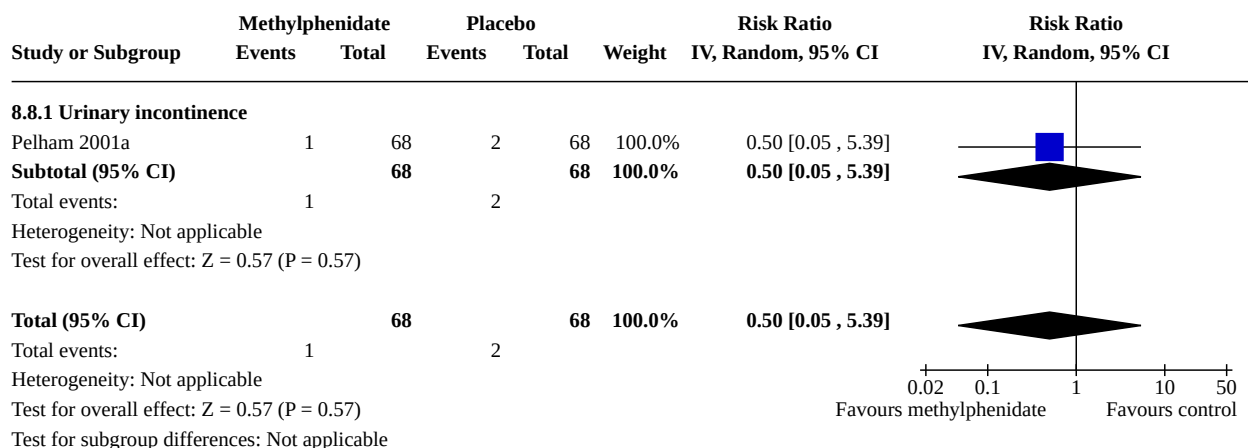 Methylphenidate Placebo Risk Ratio Risk Ratio
Study or Subgroup Events Total Events Total Weight IV, Random, 95% CI IV, Random, 95% CI
8.8.1 Urinary incontinence
Pelham 2001a 1 68 2 68 100.0% 0.50 [0.05 , 5.39]
Subtotal (95% CI) 68 68 100.0% 0.50 [0.05 , 5.39]
Total events: 1 2
Heterogeneity: Not applicable
Test for overall effect: Z = 0.57 (P = 0.57)
Total (95% CI) 68 68 100.0% 0.50 [0.05 , 5.39]
Total events: 1 2
Heterogeneity: Not applicable 0.02 0.1 1 10 50
Test for overall effect: Z = 0.57 (P = 0.57) Favours methylphenidate Favours control
Test for subgroup differences: Not applicable